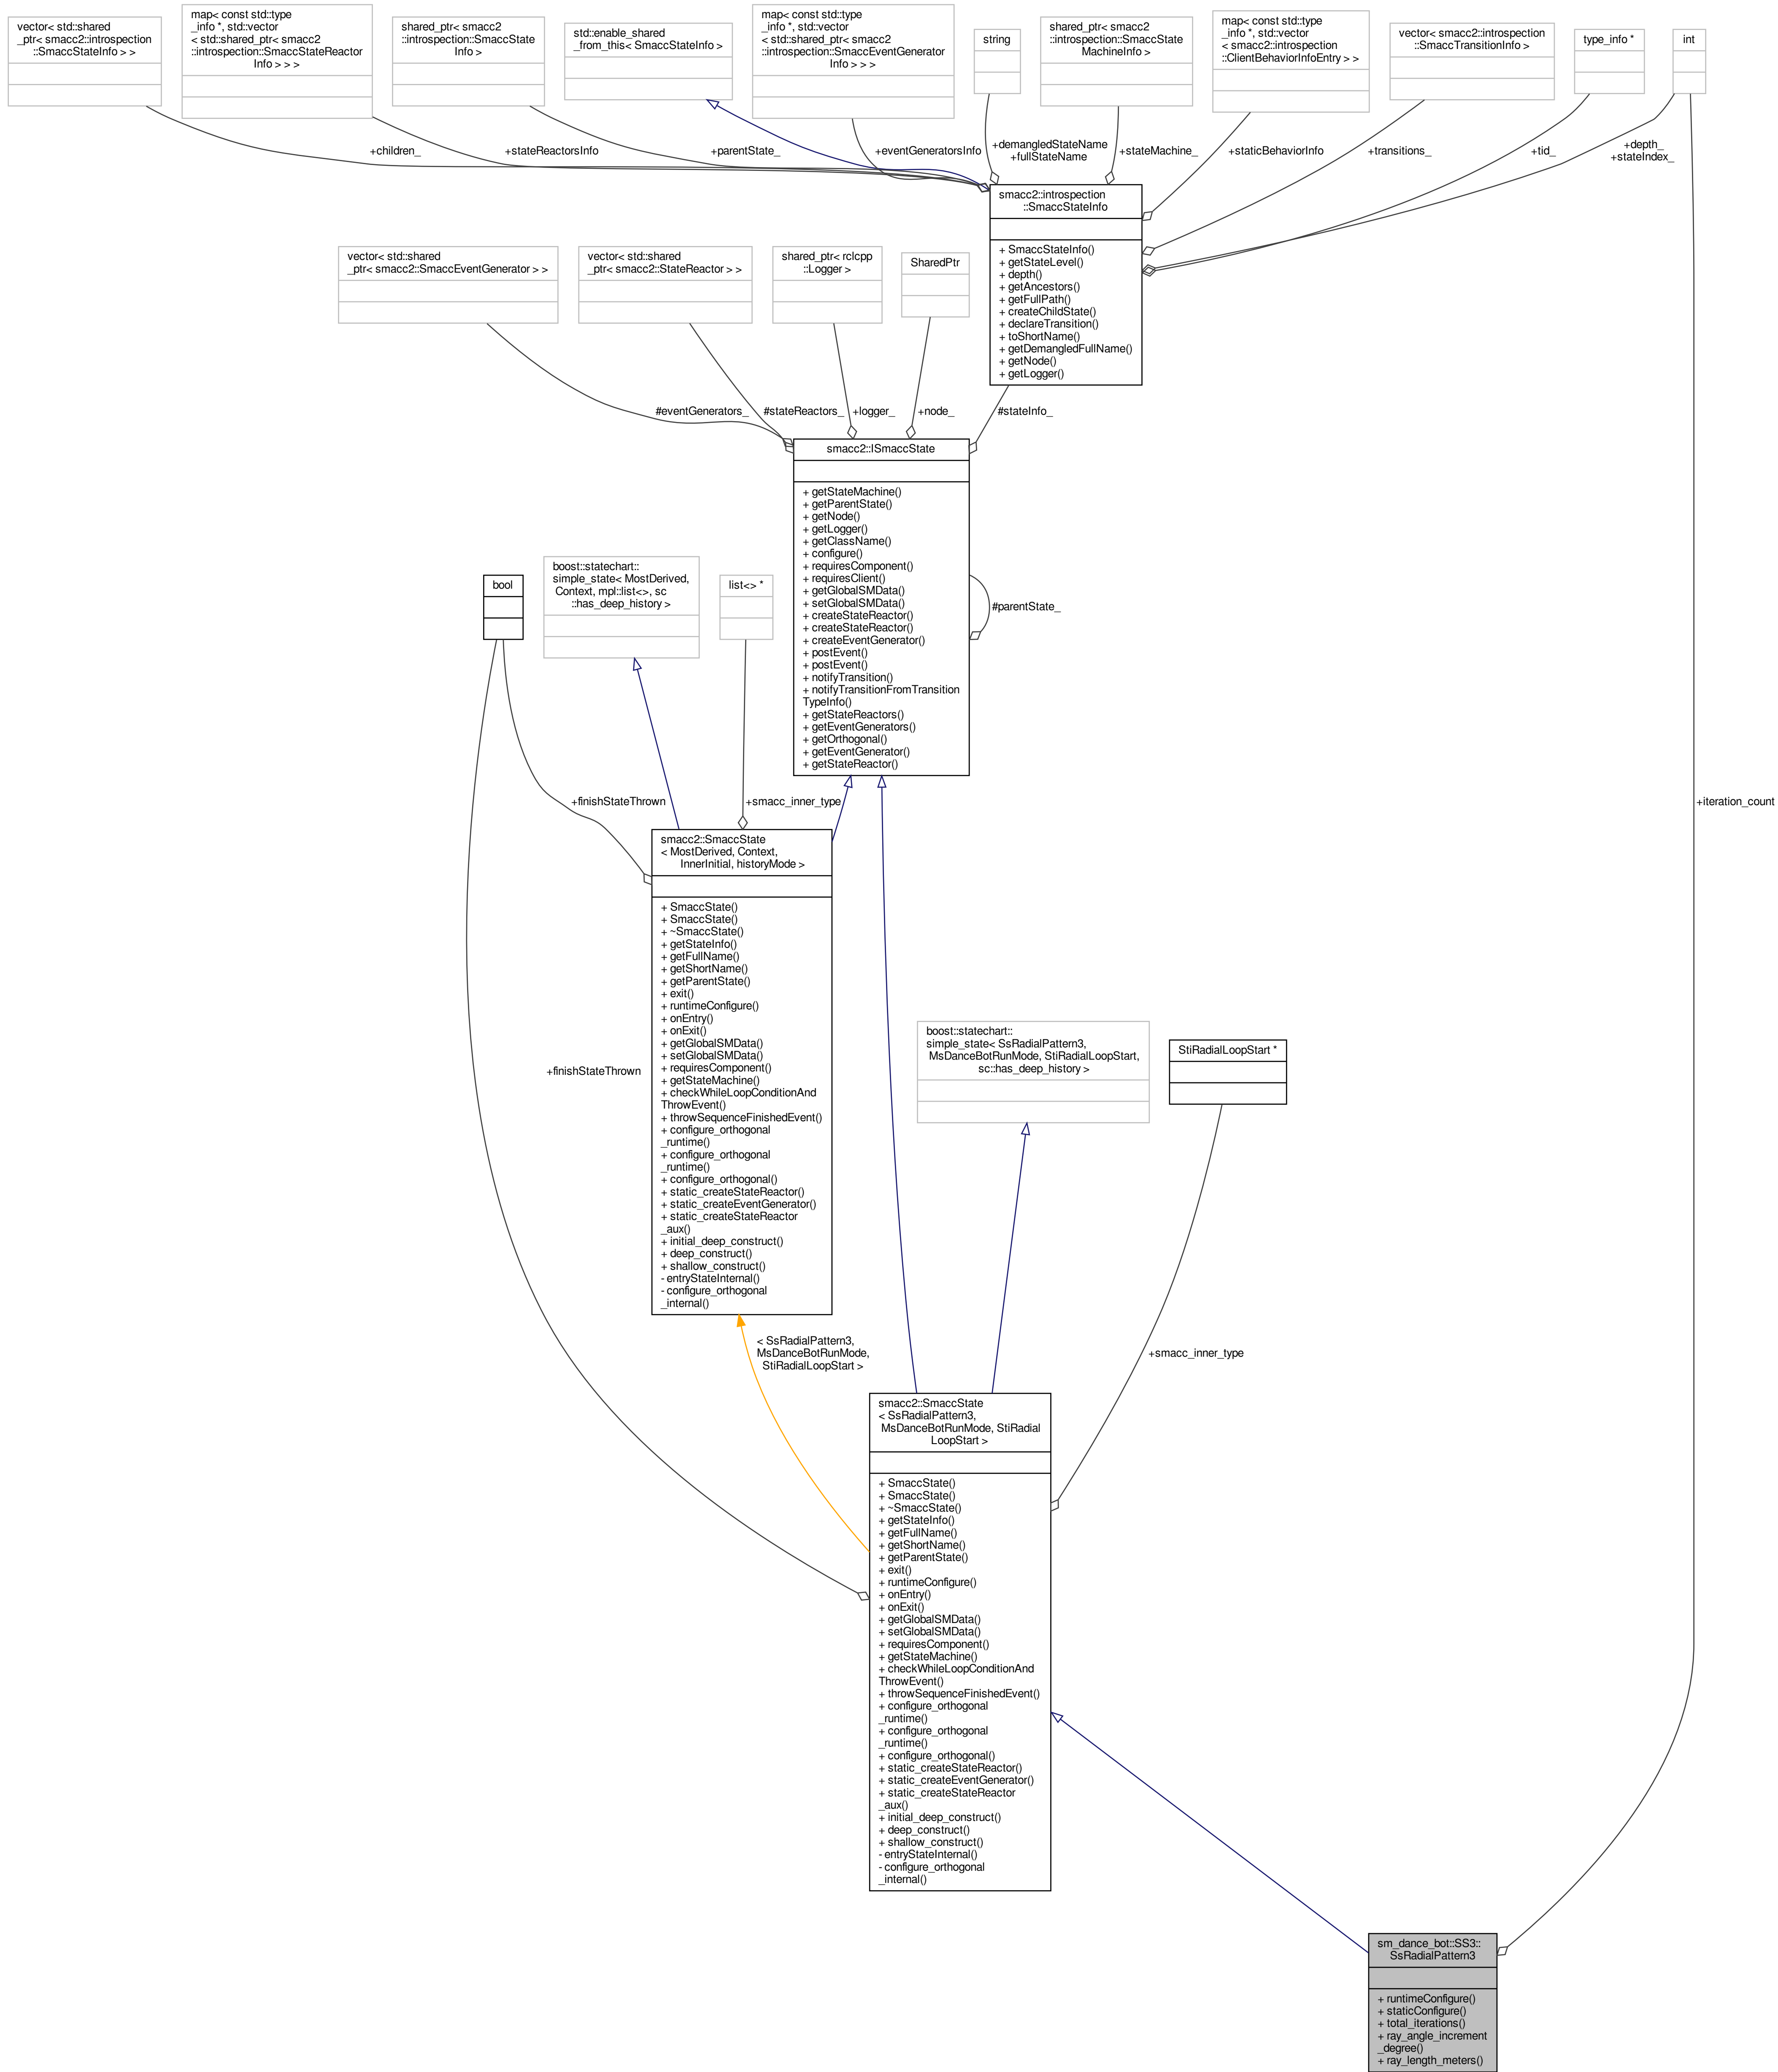 vector< std::shared
_ptr< smacc2::introspection
::SmaccStateInfo > >
map< const std::type
_info *, std::vector
< std::shared_ptr< smacc2
::introspection::SmaccStateReactor
Info > > >
shared_ptr< smacc2
::introspection::SmaccState
Info >
std::enable_shared
_from_this< SmaccStateInfo >
map< const std::type
_info *, std::vector
< std::shared_ptr< smacc2
::introspection::SmaccEventGenerator
Info > > >
string
shared_ptr< smacc2
::introspection::SmaccState
MachineInfo >
map< const std::type
_info *, std::vector
< smacc2::introspection
::ClientBehaviorInfoEntry > >
vector< smacc2::introspection
::SmaccTransitionInfo >
type_info *
int
+children_
+stateReactorsInfo
+parentState_
+eventGeneratorsInfo
+demangledStateName
+fullStateName
+stateMachine_
+staticBehaviorInfo
+transitions_
+tid_
+depth_
+stateIndex_
smacc2::introspection
::SmaccStateInfo
+ SmaccStateInfo()
+ getStateLevel()
+ depth()
+ getAncestors()
+ getFullPath()
+ createChildState()
+ declareTransition()
+ toShortName()
+ getDemangledFullName()
+ getNode()
+ getLogger()
vector< std::shared
_ptr< smacc2::SmaccEventGenerator > >
vector< std::shared
_ptr< smacc2::StateReactor > >
shared_ptr< rclcpp
::Logger >
SharedPtr
#eventGenerators_
#stateReactors_
+logger_
+node_
#stateInfo_
smacc2::ISmaccState
+ getStateMachine()
+ getParentState()
+ getNode()
+ getLogger()
+ getClassName()
+ configure()
+ requiresComponent()
+ requiresClient()
+ getGlobalSMData()
+ setGlobalSMData()
+ createStateReactor()
+ createStateReactor()
+ createEventGenerator()
+ postEvent()
+ postEvent()
+ notifyTransition()
+ notifyTransitionFromTransition
TypeInfo()
+ getStateReactors()
+ getEventGenerators()
+ getOrthogonal()
+ getEventGenerator()
+ getStateReactor()
#parentState_
bool
boost::statechart::
simple_state< MostDerived,
Context, mpl::list<>, sc
::has_deep_history >
list<> *
+finishStateThrown
+smacc_inner_type
+iteration_count
smacc2::SmaccState
< MostDerived, Context,
InnerInitial, historyMode >
+ SmaccState()
+ SmaccState()
+ ~SmaccState()
+ getStateInfo()
+ getFullName()
+ getShortName()
+ getParentState()
+ exit()
+ runtimeConfigure()
+ onEntry()
+ onExit()
+ getGlobalSMData()
+ setGlobalSMData()
+ requiresComponent()
+ getStateMachine()
+ checkWhileLoopConditionAnd
ThrowEvent()
+ throwSequenceFinishedEvent()
+ configure_orthogonal
_runtime()
+ configure_orthogonal
_runtime()
+ configure_orthogonal()
+ static_createStateReactor()
+ static_createEventGenerator()
+ static_createStateReactor
_aux()
+ initial_deep_construct()
+ deep_construct()
+ shallow_construct()
- entryStateInternal()
- configure_orthogonal
_internal()
+finishStateThrown
boost::statechart::
simple_state< SsRadialPattern3,
MsDanceBotRunMode, StiRadialLoopStart,
sc::has_deep_history >
StiRadialLoopStart *
< SsRadialPattern3,
MsDanceBotRunMode,
StiRadialLoopStart >
+smacc_inner_type
smacc2::SmaccState
< SsRadialPattern3,
MsDanceBotRunMode, StiRadial
LoopStart >
+ SmaccState()
+ SmaccState()
+ ~SmaccState()
+ getStateInfo()
+ getFullName()
+ getShortName()
+ getParentState()
+ exit()
+ runtimeConfigure()
+ onEntry()
+ onExit()
+ getGlobalSMData()
+ setGlobalSMData()
+ requiresComponent()
+ getStateMachine()
+ checkWhileLoopConditionAnd
ThrowEvent()
+ throwSequenceFinishedEvent()
+ configure_orthogonal
_runtime()
+ configure_orthogonal
_runtime()
+ configure_orthogonal()
+ static_createStateReactor()
+ static_createEventGenerator()
+ static_createStateReactor
_aux()
+ initial_deep_construct()
+ deep_construct()
+ shallow_construct()
- entryStateInternal()
- configure_orthogonal
_internal()
sm_dance_bot::SS3::
SsRadialPattern3
+ runtimeConfigure()
+ staticConfigure()
+ total_iterations()
+ ray_angle_increment
_degree()
+ ray_length_meters()